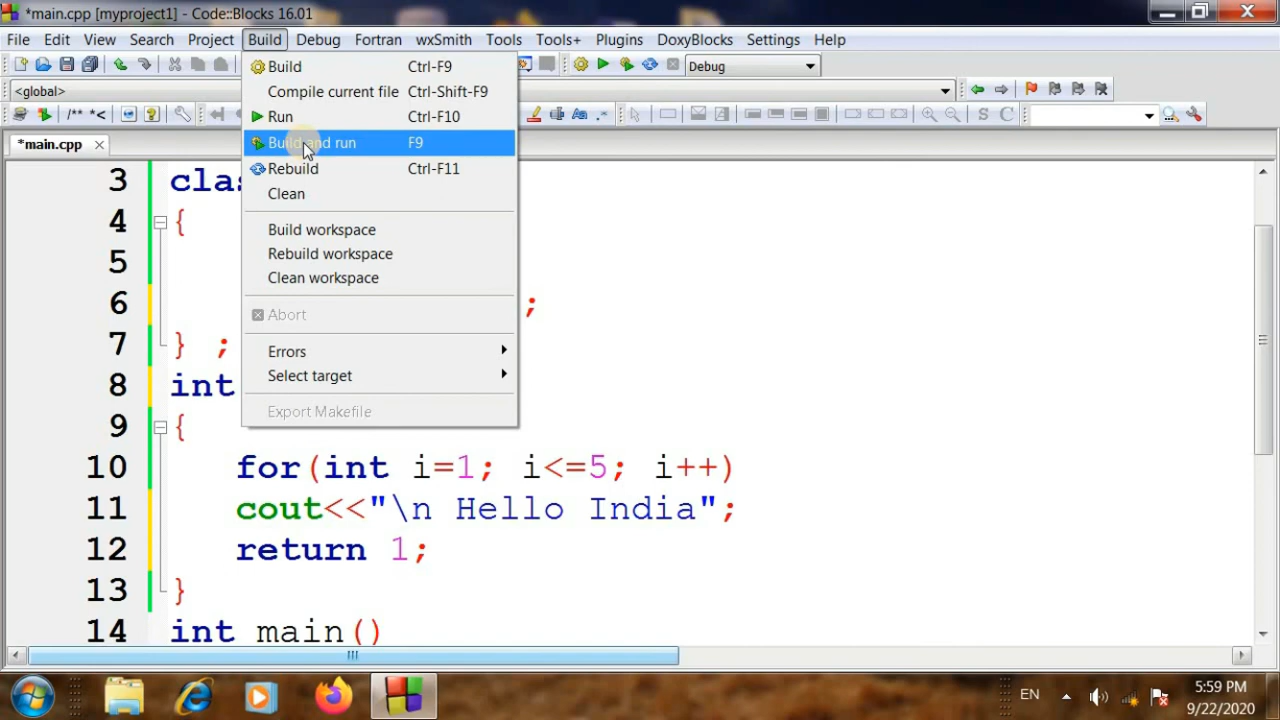 *main.cpp [myproject1] - Code::Blocks 16.01
File Edit View Search Project Build Debug Fortran wxSmith Tools Tools+ Plugins DoxyBlocks Settings Help
Debug
<global>
/** *<
Aa .*
S C
*main.cpp
Build Ctrl-F9
Compile current file Ctrl-Shift-F9
Run Ctrl-F10
Build and run F9
Rebuild Ctrl-F11
Clean
Build workspace
Rebuild workspace
Clean workspace
Abort
Errors
Select target
Export Makefile
3 clas
4 {
5
6 ;
7 } ;
8 int
9 {
10 for(int i=1; i<=5; i++)
11 cout<<"\n Hello India";
12 return 1;
13 }
14 int main()
EN
5:59 PM
9/22/2020